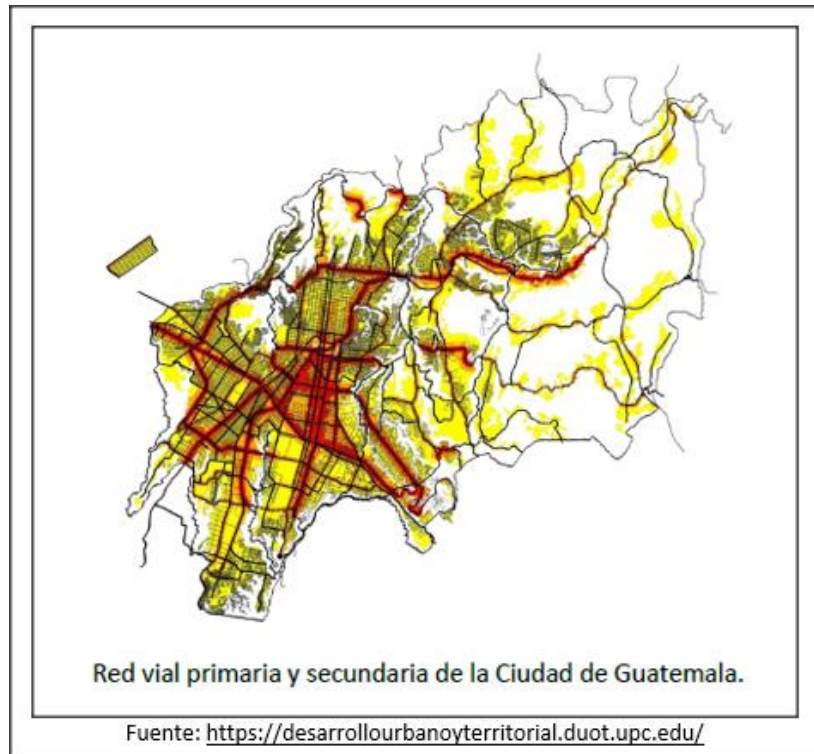 Red vial primaria y secundaria de la Ciudad de Guatemala.
Fuente: https://desarrollourbanoyterritorial.duot.upc.edu/